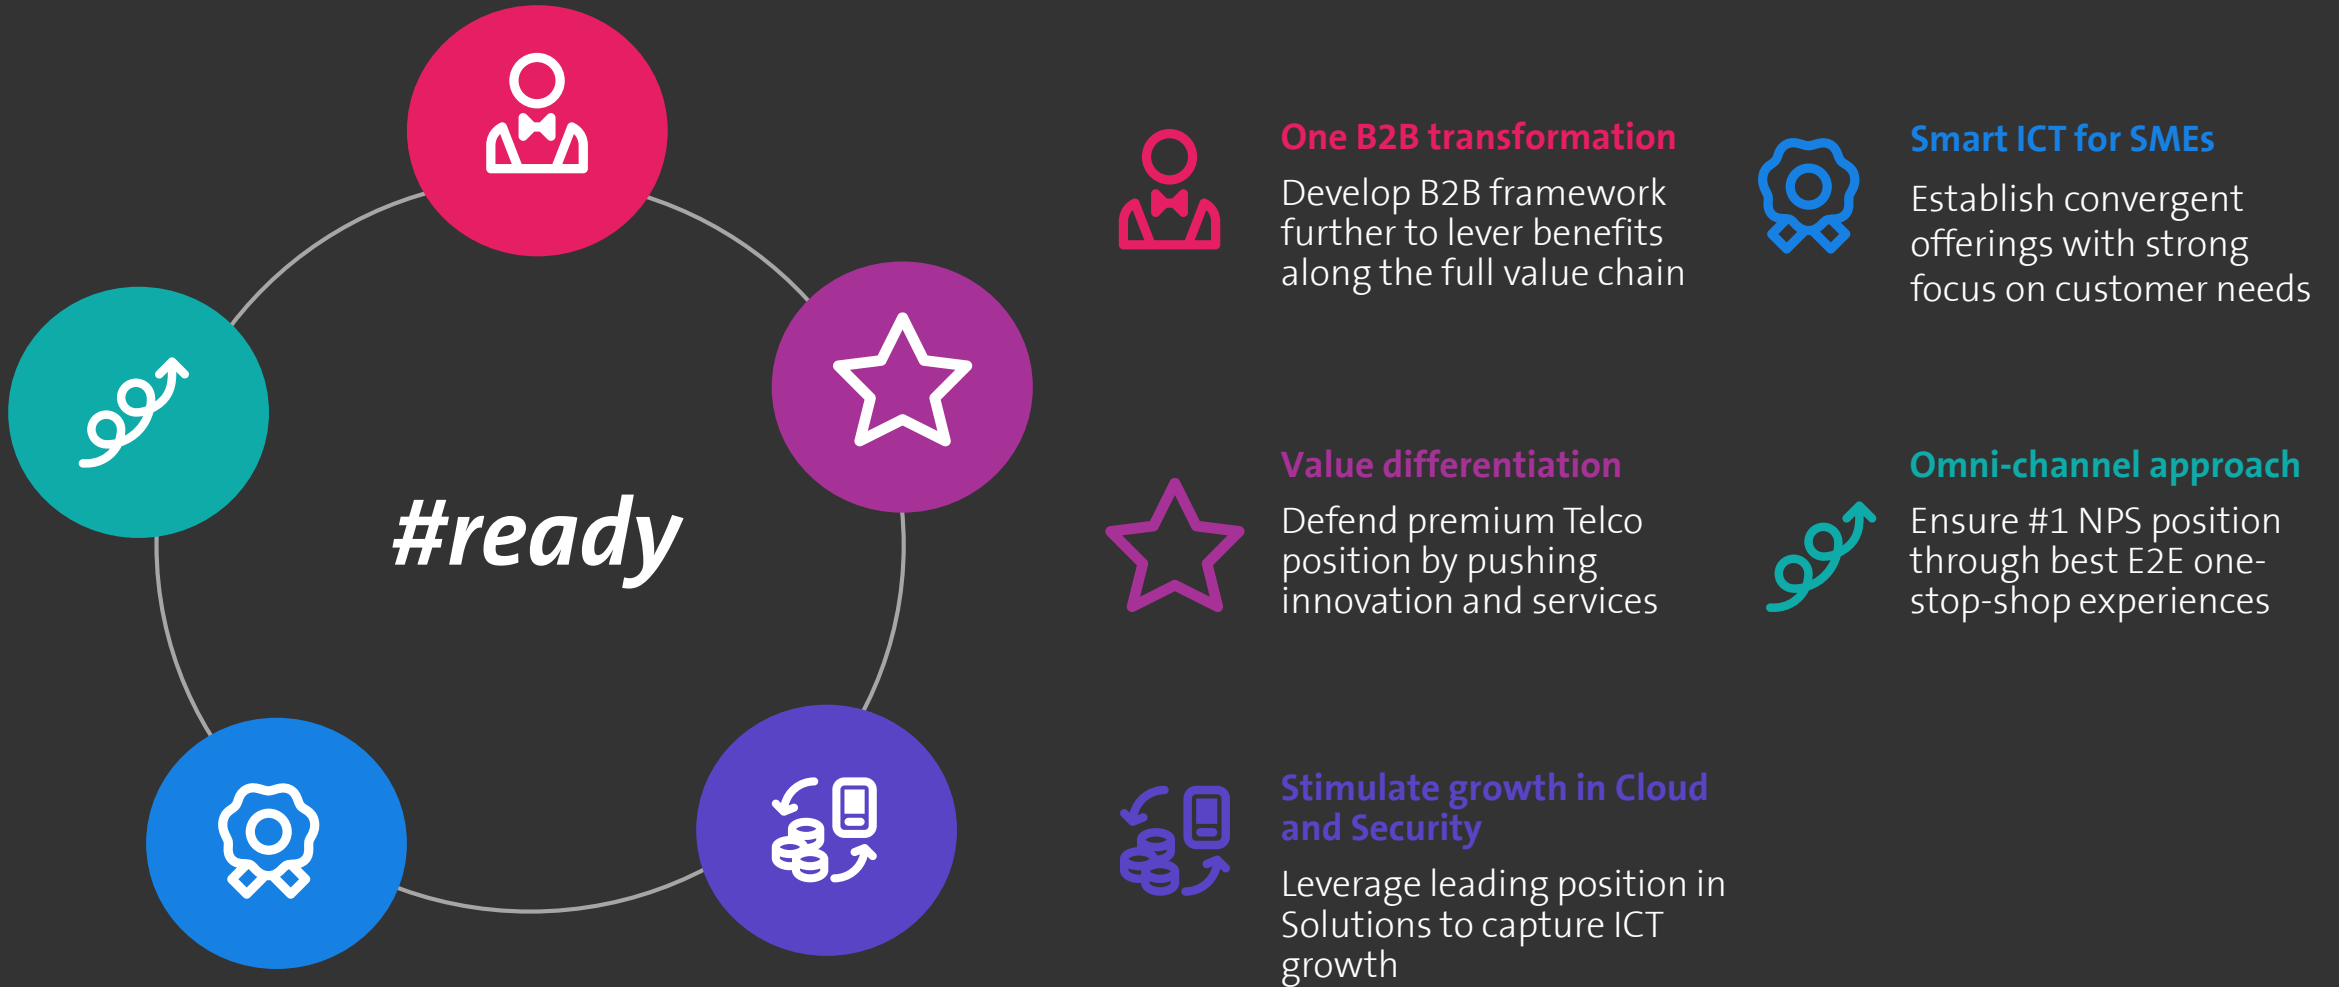 #ready
One B2B transformation
Develop B2B framework
further to lever benefits
along the full value chain
Value differentiation
Defend premium Telco
position by pushing
innovation and services
Stimulate growth in Cloud
and Security
Leverage leading position in
Solutions to capture ICT
growth
Smart ICT for SMEs
Establish convergent
offerings with strong
focus on customer needs
Omni-channel approach
Ensure #1 NPS position
through best E2E one-
stop-shop experiences